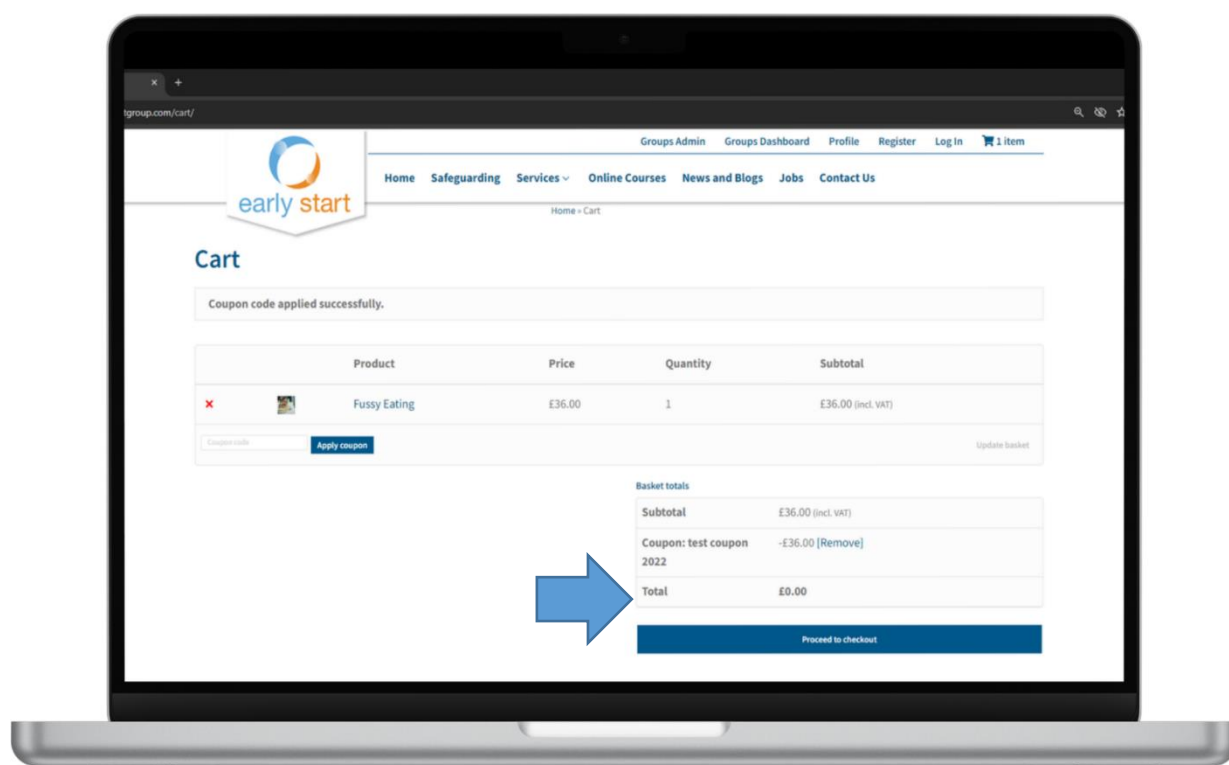 × +
tgroup.com/cart/
Groups Admin Groups Dashboard Profile Register Log In 1 item
Home Safeguarding Services Online Courses News and Blogs Jobs Contact Us
early start
Home » Cart
Cart
Coupon code applied successfully.
Product Price Quantity Subtotal
× Fussy Eating £36.00 1 £36.00 (incl. VAT)
Coupon code Apply coupon Update basket
Basket totals
Subtotal £36.00 (incl. VAT)
Coupon: test coupon -£36.00 [Remove]
2022
Total £0.00
Proceed to checkout